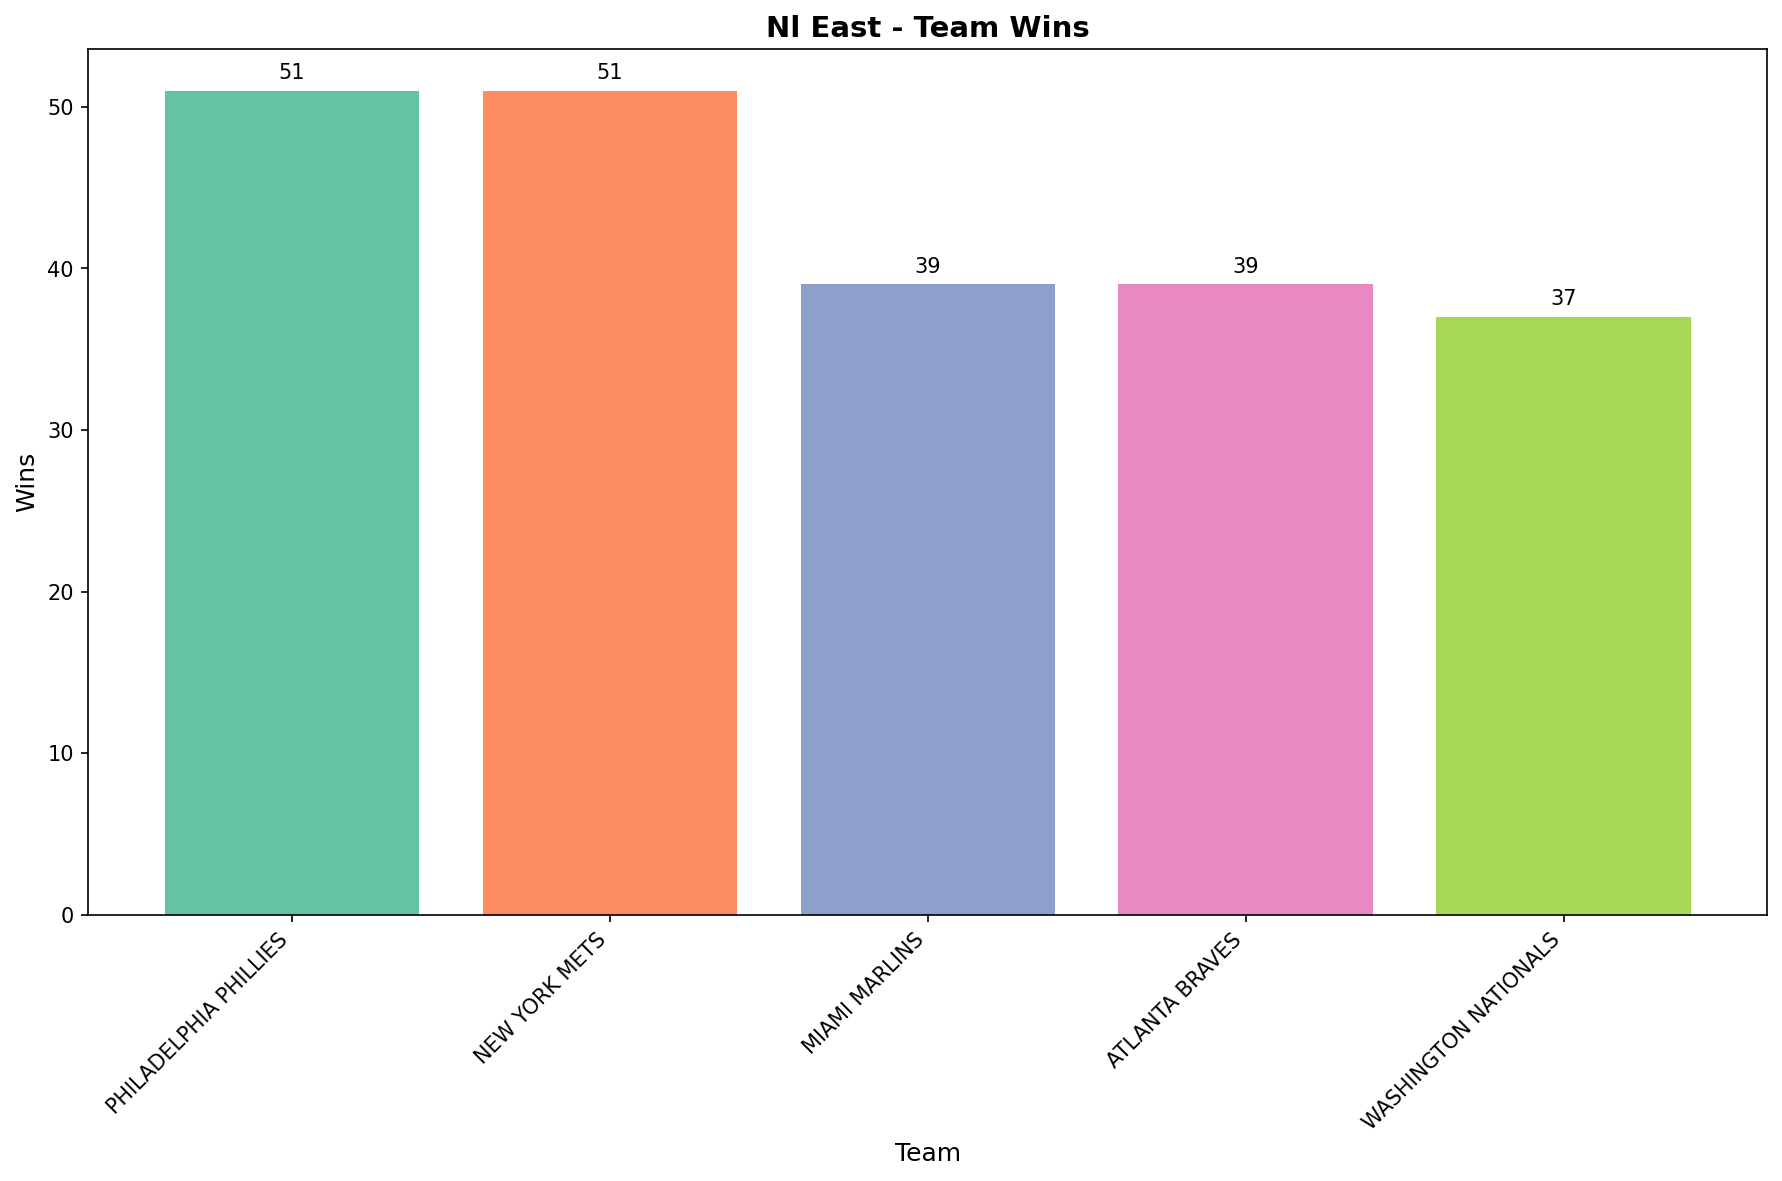 Nl East - Team Wins
51
51
39
39
37
50
40
30
20
10
0
Wins
PHILADELPHIA PHILLIES
NEW YORK METS
MIAMI MARLINS
ATLANTA BRAVES
WASHINGTON NATIONALS
Team